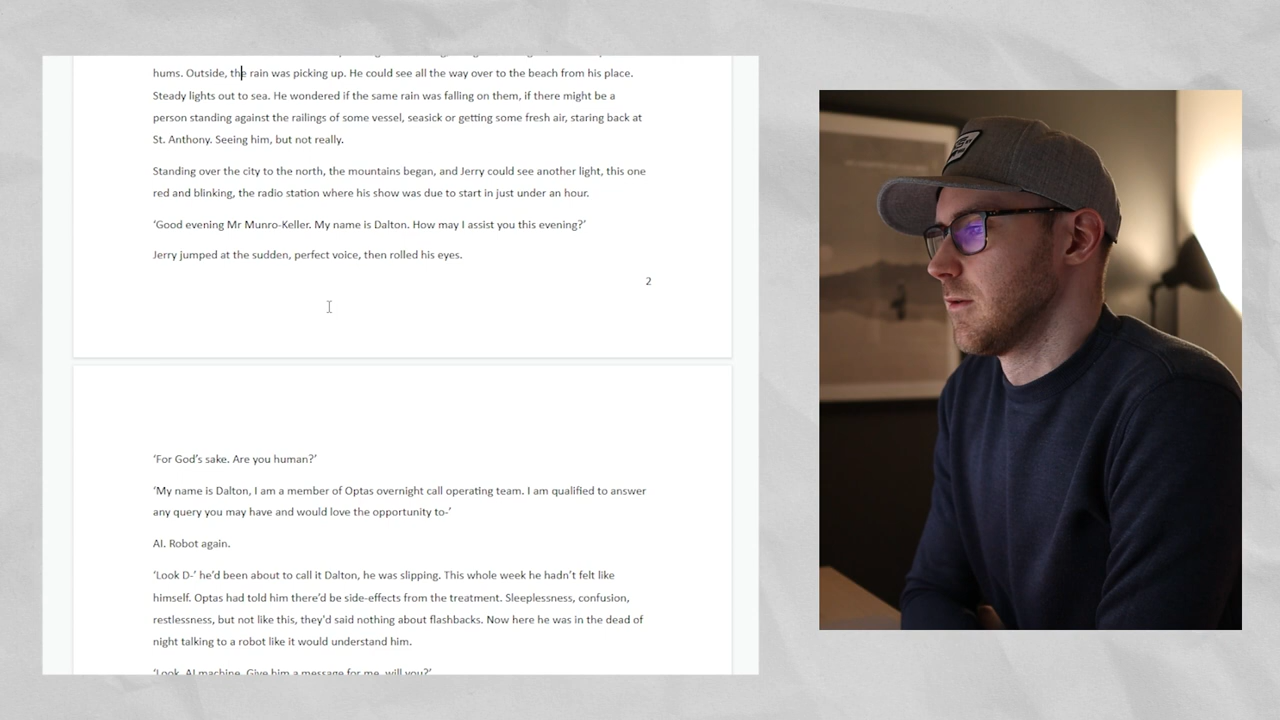 hums. Outside, the rain was picking up. He could see all the way over to the beach from his place.
Steady lights out to sea. He wondered if the same rain was falling on them, if there might be a
person standing against the railings of some vessel, seasick or getting some fresh air, staring back at
St. Anthony. Seeing him, but not really.
Standing over the city to the north, the mountains began, and Jerry could see another light, this one
red and blinking, the radio station where his show was due to start in just under an hour.
‘Good evening Mr Munro-Keller. My name is Dalton. How may I assist you this evening?’
Jerry jumped at the sudden, perfect voice, then rolled his eyes.
2
‘For God’s sake. Are you human?’
‘My name is Dalton, I am a member of Optas overnight call operating team. I am qualified to answer
any query you may have and would love the opportunity to-’
AI. Robot again.
‘Look D-’ he’d been about to call it Dalton, he was slipping. This whole week he hadn’t felt like
himself. Optas had told him there’d be side-effects from the treatment. Sleeplessness, confusion,
restlessness, but not like this, they'd said nothing about flashbacks. Now here he was in the dead of
night talking to a robot like it would understand him.
‘Look, AI machine. Give him a message for me, will you?’